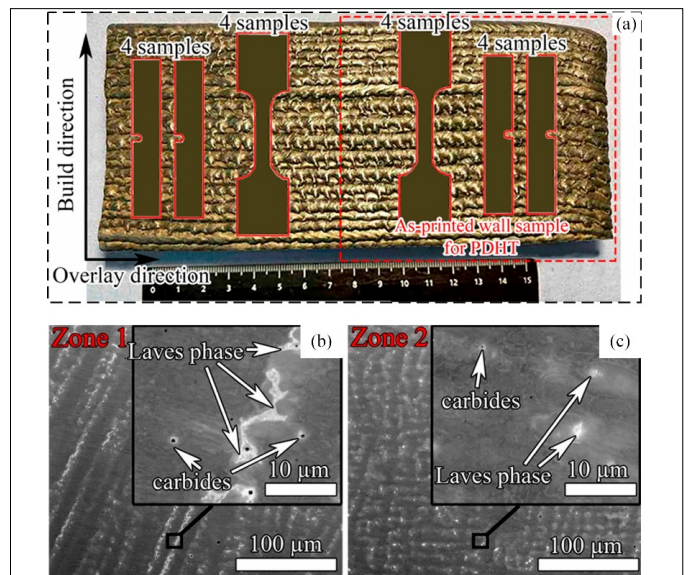 (a)
4 samples
4 samples
4 samples
4 samples
Build direction
As-printed wall sample
for PDHT
Overlay direction
0 1 2 3 4 5 6 7 8 9 10 11 12 13 14 15
Zone 1
Laves phase
(b)
carbides
10 µm
100 µm
Zone 2
(c)
carbides
Laves phase
10 µm
100 µm